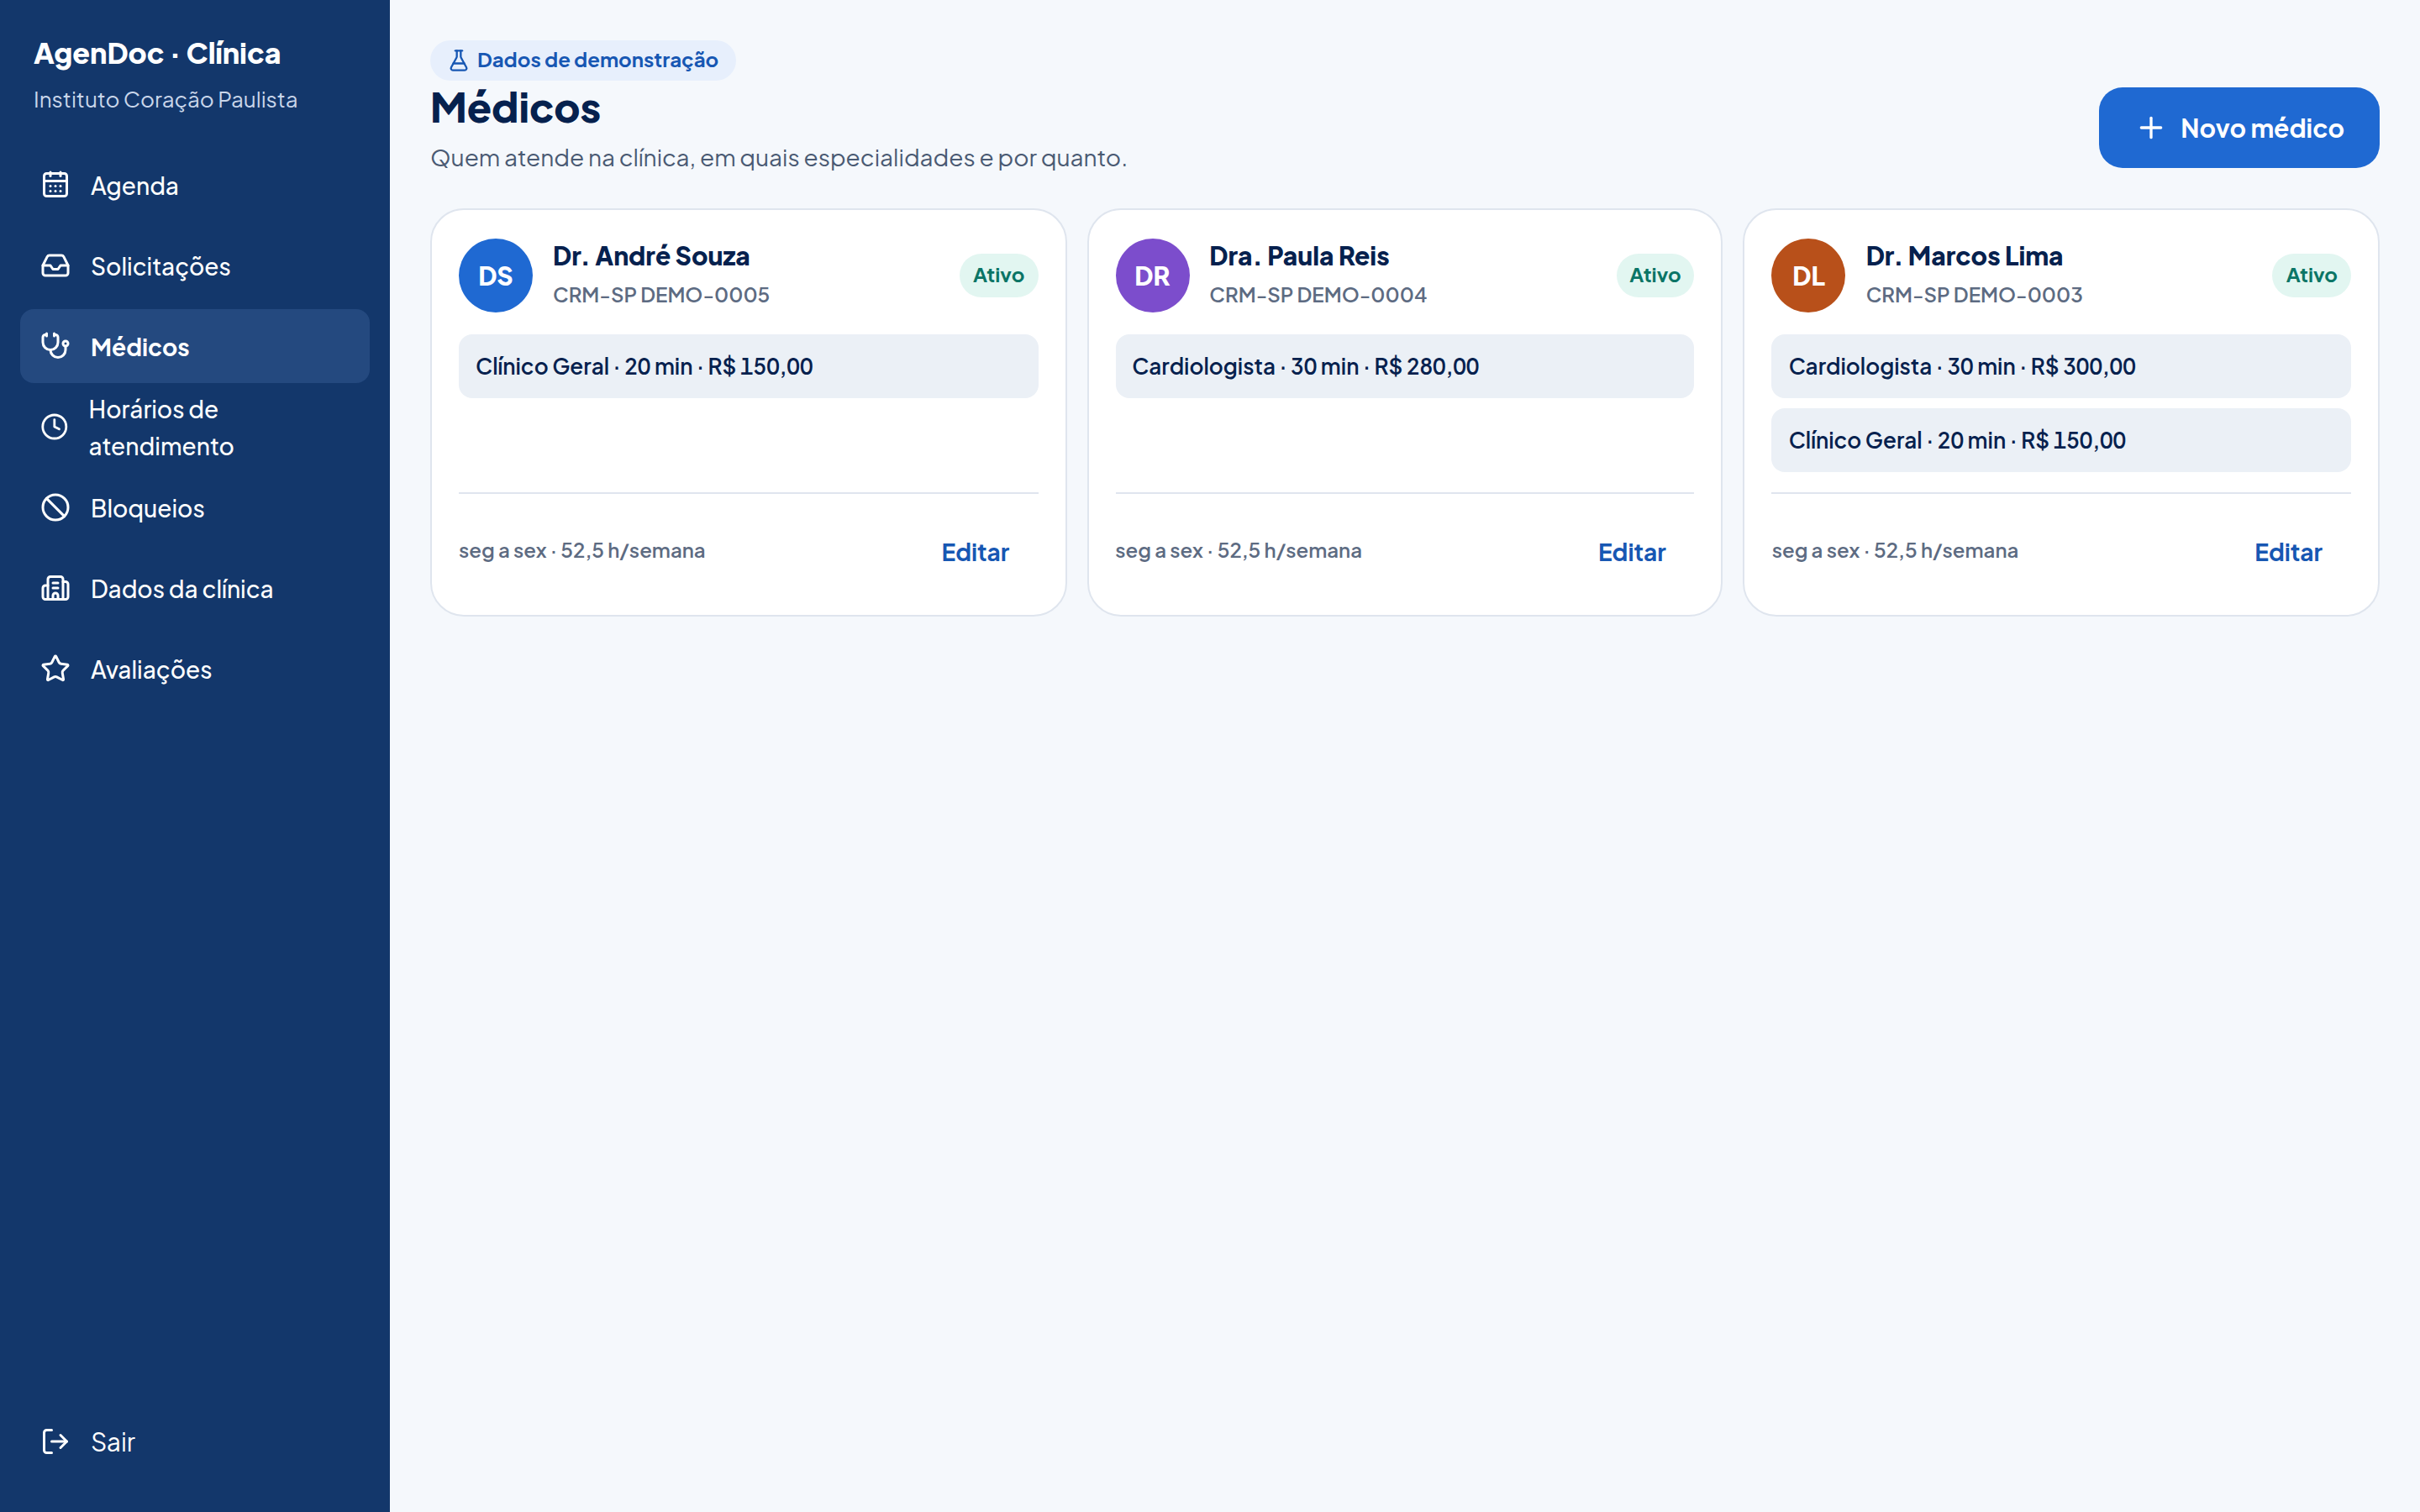 AgenDoc · Clínica
Instituto Coração Paulista
Agenda
Solicitações
Médicos
Horários de
atendimento
Bloqueios
Dados da clínica
Avaliações
Sair
Dados de demonstração
Médicos
Quem atende na clínica, em quais especialidades e por quanto.
Novo médico
DS
Dr. André Souza
CRM-SP DEMO-0005
Ativo
Clínico Geral · 20 min · R$ 150,00
seg a sex · 52,5 h/semana
Editar
DR
Dra. Paula Reis
CRM-SP DEMO-0004
Ativo
Cardiologista · 30 min · R$ 280,00
seg a sex · 52,5 h/semana
Editar
DL
Dr. Marcos Lima
CRM-SP DEMO-0003
Ativo
Cardiologista · 30 min · R$ 300,00
Clínico Geral · 20 min · R$ 150,00
seg a sex · 52,5 h/semana
Editar